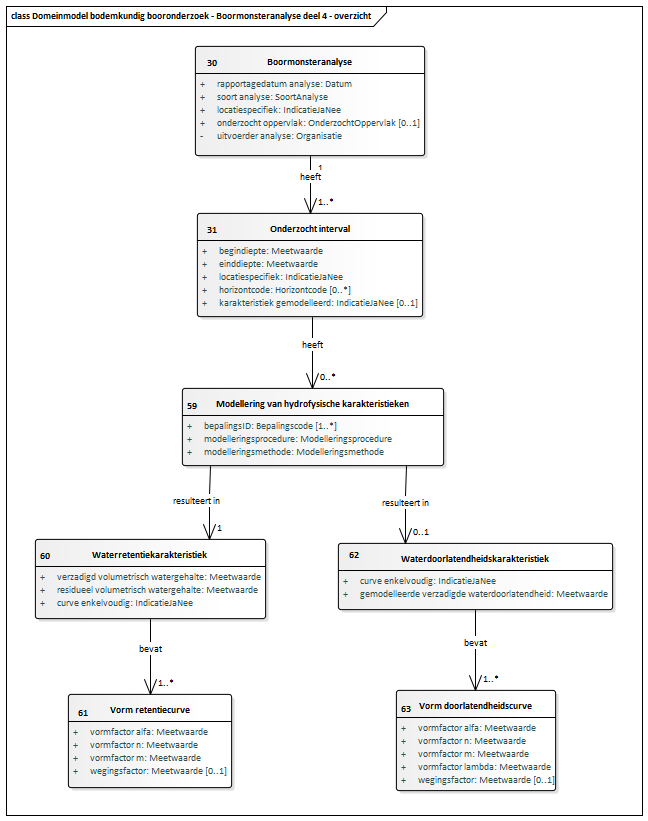 class Domeinmodel bodemkundig booronderzoek - Boormonsteranalyse deel 4 - overzicht
30 Boormonsteranalyse
+ rapportagedatum analyse: Datum
+ soort analyse: SoortAnalyse
+ locatiespecifiek: IndicatieJaNee
+ onderzocht oppervlak: OnderzochtOppervlak [0..1]
- uitvoerder analyse: Organisatie
1
heeft
1..*
31 Onderzocht interval
+ begindiepte: Meetwaarde
+ einddiepte: Meetwaarde
+ locatiespecifiek: IndicatieJaNee
+ horizontcode: Horizontcode [0..*]
+ karakteristiek gemodelleerd: IndicatieJaNee [0..1]
heeft
0..*
59 Modellering van hydrofysische karakteristieken
+ bepalingsID: Bepalingscode [1..*]
+ modelleringsprocedure: Modelleringsprocedure
+ modelleringsmethode: Modelleringsmethode
resulteert in
1
resulteert in
0..1
60 Waterretentiekarakteristiek
+ verzadigd volumetrisch watergehalte: Meetwaarde
+ residueel volumetrisch watergehalte: Meetwaarde
+ curve enkelvoudig: IndicatieJaNee
62 Waterdoorlatendheidskarakteristiek
+ curve enkelvoudig: IndicatieJaNee
+ gemodelleerde verzadigde waterdoorlatendheid: Meetwaarde
bevat
1..*
bevat
1..*
61 Vorm retentiecurve
+ vormfactor alfa: Meetwaarde
+ vormfactor n: Meetwaarde
+ vormfactor m: Meetwaarde
+ wegingsfactor: Meetwaarde [0..1]
63 Vorm doorlatendheidscurve
+ vormfactor alfa: Meetwaarde
+ vormfactor n: Meetwaarde
+ vormfactor m: Meetwaarde
+ vormfactor lambda: Meetwaarde
+ wegingsfactor: Meetwaarde [0..1]